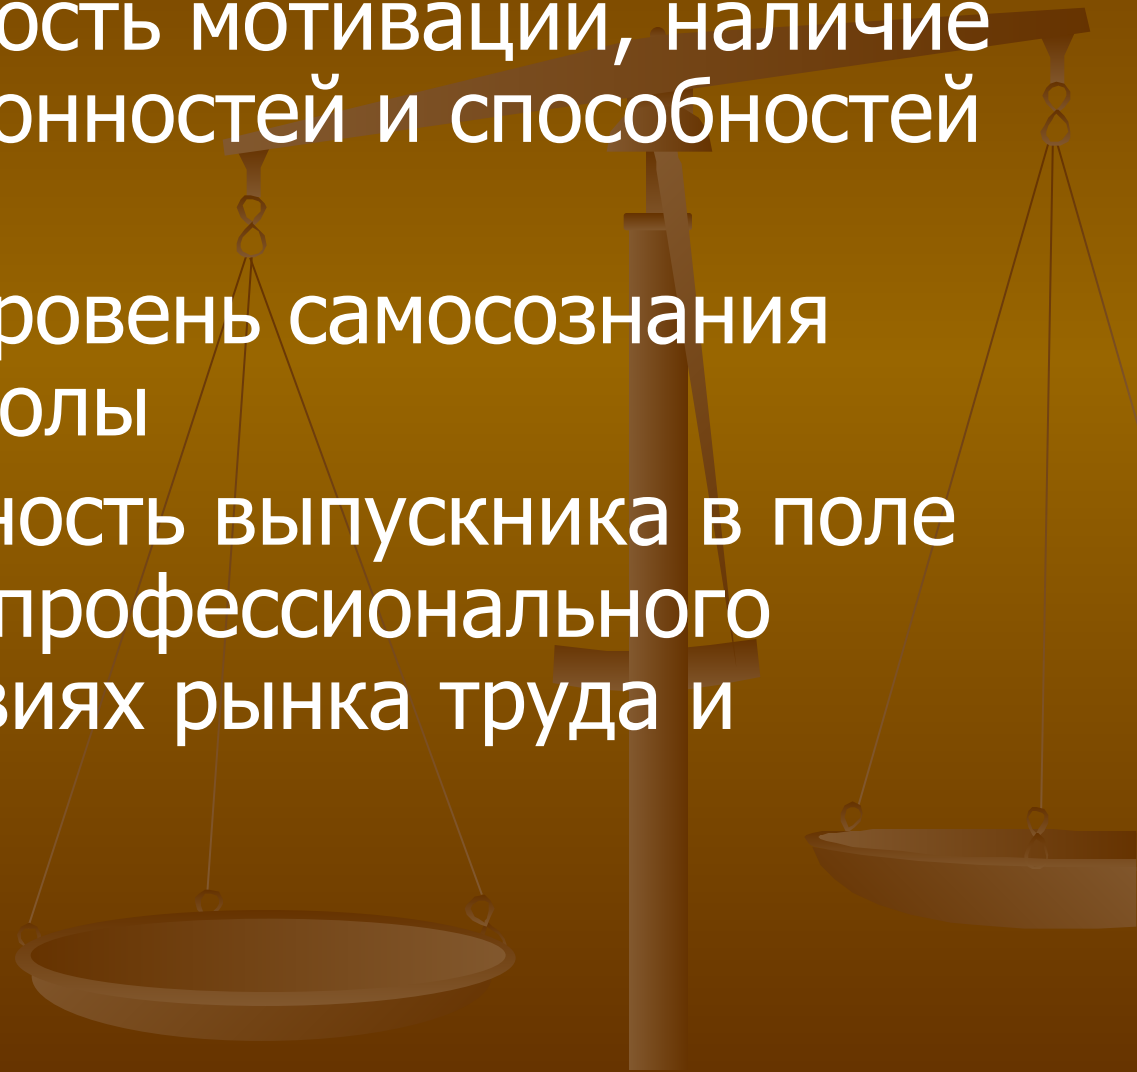 ость мотивации, наличие
онностей и способностей
ровень самосознания
олы
ность выпускника в поле
профессионального
виях рынка труда и